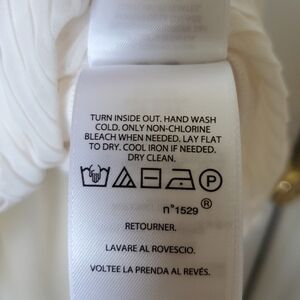 TURN INSIDE OUT. HAND WASH
COLD. ONLY NON-CHLORINE
BLEACH WHEN NEEDED. LAY FLAT
TO DRY. COOL IRON IF NEEDED.
DRY CLEAN.
P
®
n°1529
RETOURNER.
LAVARE AL ROVESCIO.
VOLTEE LA PRENDA AL REVÉS.